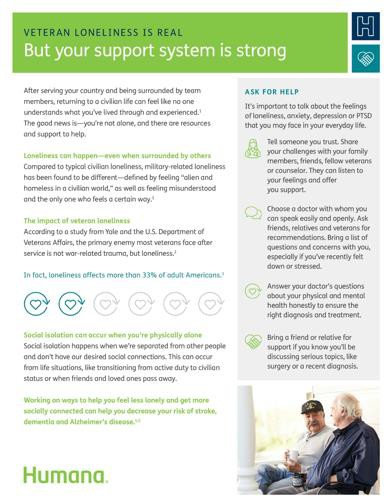 VETERAN LONELINESS IS REAL
But your support system is strong
After serving your country and being surrounded by team
members, returning to a civilian life can feel like no one
understands what you've lived through and experienced.¹
The good news is—you're not alone, and there are resources
and support to help.
Loneliness can happen—even when surrounded by others
Compared to typical civilian loneliness, military-related loneliness
has been found to be different—defined by feeling "alien and
homeless in a civilian world," as well as feeling misunderstood
and the only one who feels a certain way.¹
The impact of veteran loneliness
According to a study from Yale and the U.S. Department of
Veterans Affairs, the primary enemy most veterans face after
service is not war-related trauma, but loneliness.²
In fact, loneliness affects more than 33% of adult Americans.³
Social isolation can occur when you're physically alone
Social isolation happens when we're separated from other people
and don't have our desired social connections. This can occur
from life situations, like transitioning from active duty to civilian
status or when friends and loved ones pass away.
Working on ways to help you feel less lonely and get more
socially connected can help you decrease your risk of stroke,
dementia and Alzheimer's disease.
Humana
ASK FOR HELP
It's important to talk about the feelings
of loneliness, anxiety, depression or PTSD
that you may face in your everyday life.
Tell someone you trust. Share
your challenges with your family
members, friends, fellow veterans
or counselor. They can listen to
your feelings and offer
you support.
Choose a doctor with whom you
can speak easily and openly. Ask
friends, relatives and veterans for
recommendations. Bring a list of
questions and concerns with you,
especially if you've recently felt
down or stressed.
Answer your doctor's questions
about your physical and mental
health honestly to ensure the
right diagnosis and treatment.
Bring a friend or relative for
support if you know you'll be
discussing serious topics, like
surgery or a recent diagnosis.